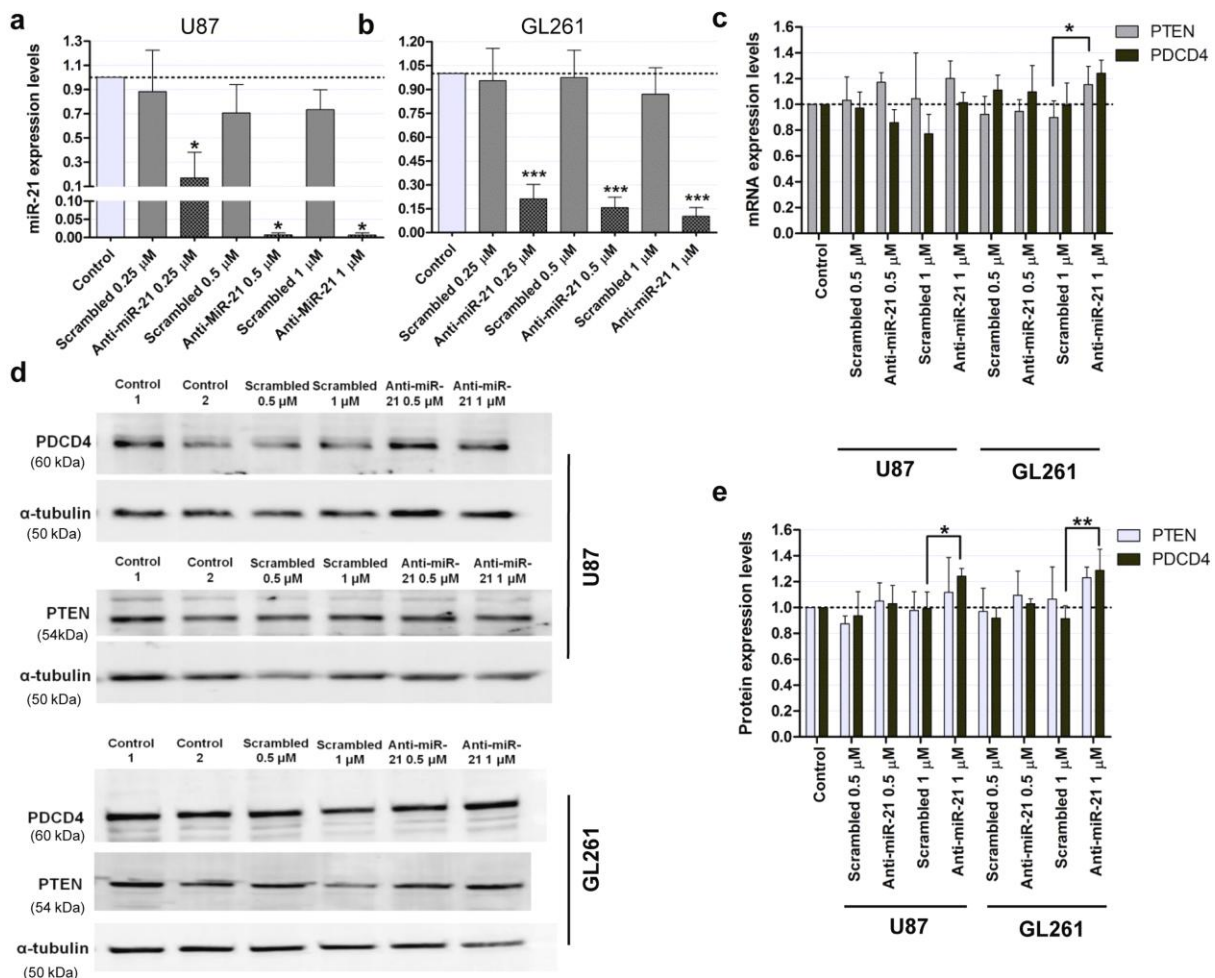 a
U87
miR-21 expression levels
1.3
1.1
0.9
0.7
0.5
0.3
0.1
0.10
0.05
0.00
*
*
*
Control
Scrambled 0.25 μM
Anti-miR-21 0.25 μM
Scrambled 0.5 μM
Anti-MiR-21 0.5 μM
Scrambled 1 μM
Anti-MiR-21 1 μM
b
GL261
1.20
1.05
0.90
0.75
0.60
0.45
0.30
0.15
0.00
***
***
***
Control
Scrambled 0.25 μM
Anti-miR-21 0.25 μM
Scrambled 0.5 μM
Anti-miR-21 0.5 μM
Scrambled 1 μM
Anti-miR-21 1 μM
c
PTEN
PDCD4
mRNA expression levels
1.6
1.4
1.2
1.0
0.8
0.6
0.4
0.2
0.0
*
Control
Scrambled 0.5 μM
Anti-miR-21 0.5 μM
Scrambled 1 μM
Anti-miR-21 1 μM
Scrambled 0.5 μM
Anti-miR-21 0.5 μM
Scrambled 1 μM
Anti-miR-21 1 μM
U87
GL261
d
Control 1
Control 2
Scrambled 0.5 μM
Scrambled 1 μM
Anti-miR-21 0.5 μM
Anti-miR-21 1 μM
PDCD4
(60 kDa)
α-tubulin
(50 kDa)
Control 1
Control 2
Scrambled 0.5 μM
Scrambled 1 μM
Anti-miR-21 0.5 μM
Anti-miR-21 1 μM
PTEN
(54kDa)
α-tubulin
(50 kDa)
U87
Control 1
Control 2
Scrambled 0.5 μM
Scrambled 1 μM
Anti-miR-21 0.5 μM
Anti-miR-21 1 μM
PDCD4
(60 kDa)
PTEN
(54 kDa)
α-tubulin
(50 kDa)
GL261
e
PTEN
PDCD4
Protein expression levels
1.6
1.4
1.2
1.0
0.8
0.6
0.4
0.2
0.0
*
**
Control
Scrambled 0.5 μM
Anti-miR-21 0.5 μM
Scrambled 1 μM
Anti-miR-21 1 μM
Scrambled 0.5 μM
Anti-miR-21 0.5 μM
Scrambled 1 μM
Anti-miR-21 1 μM
U87
GL261